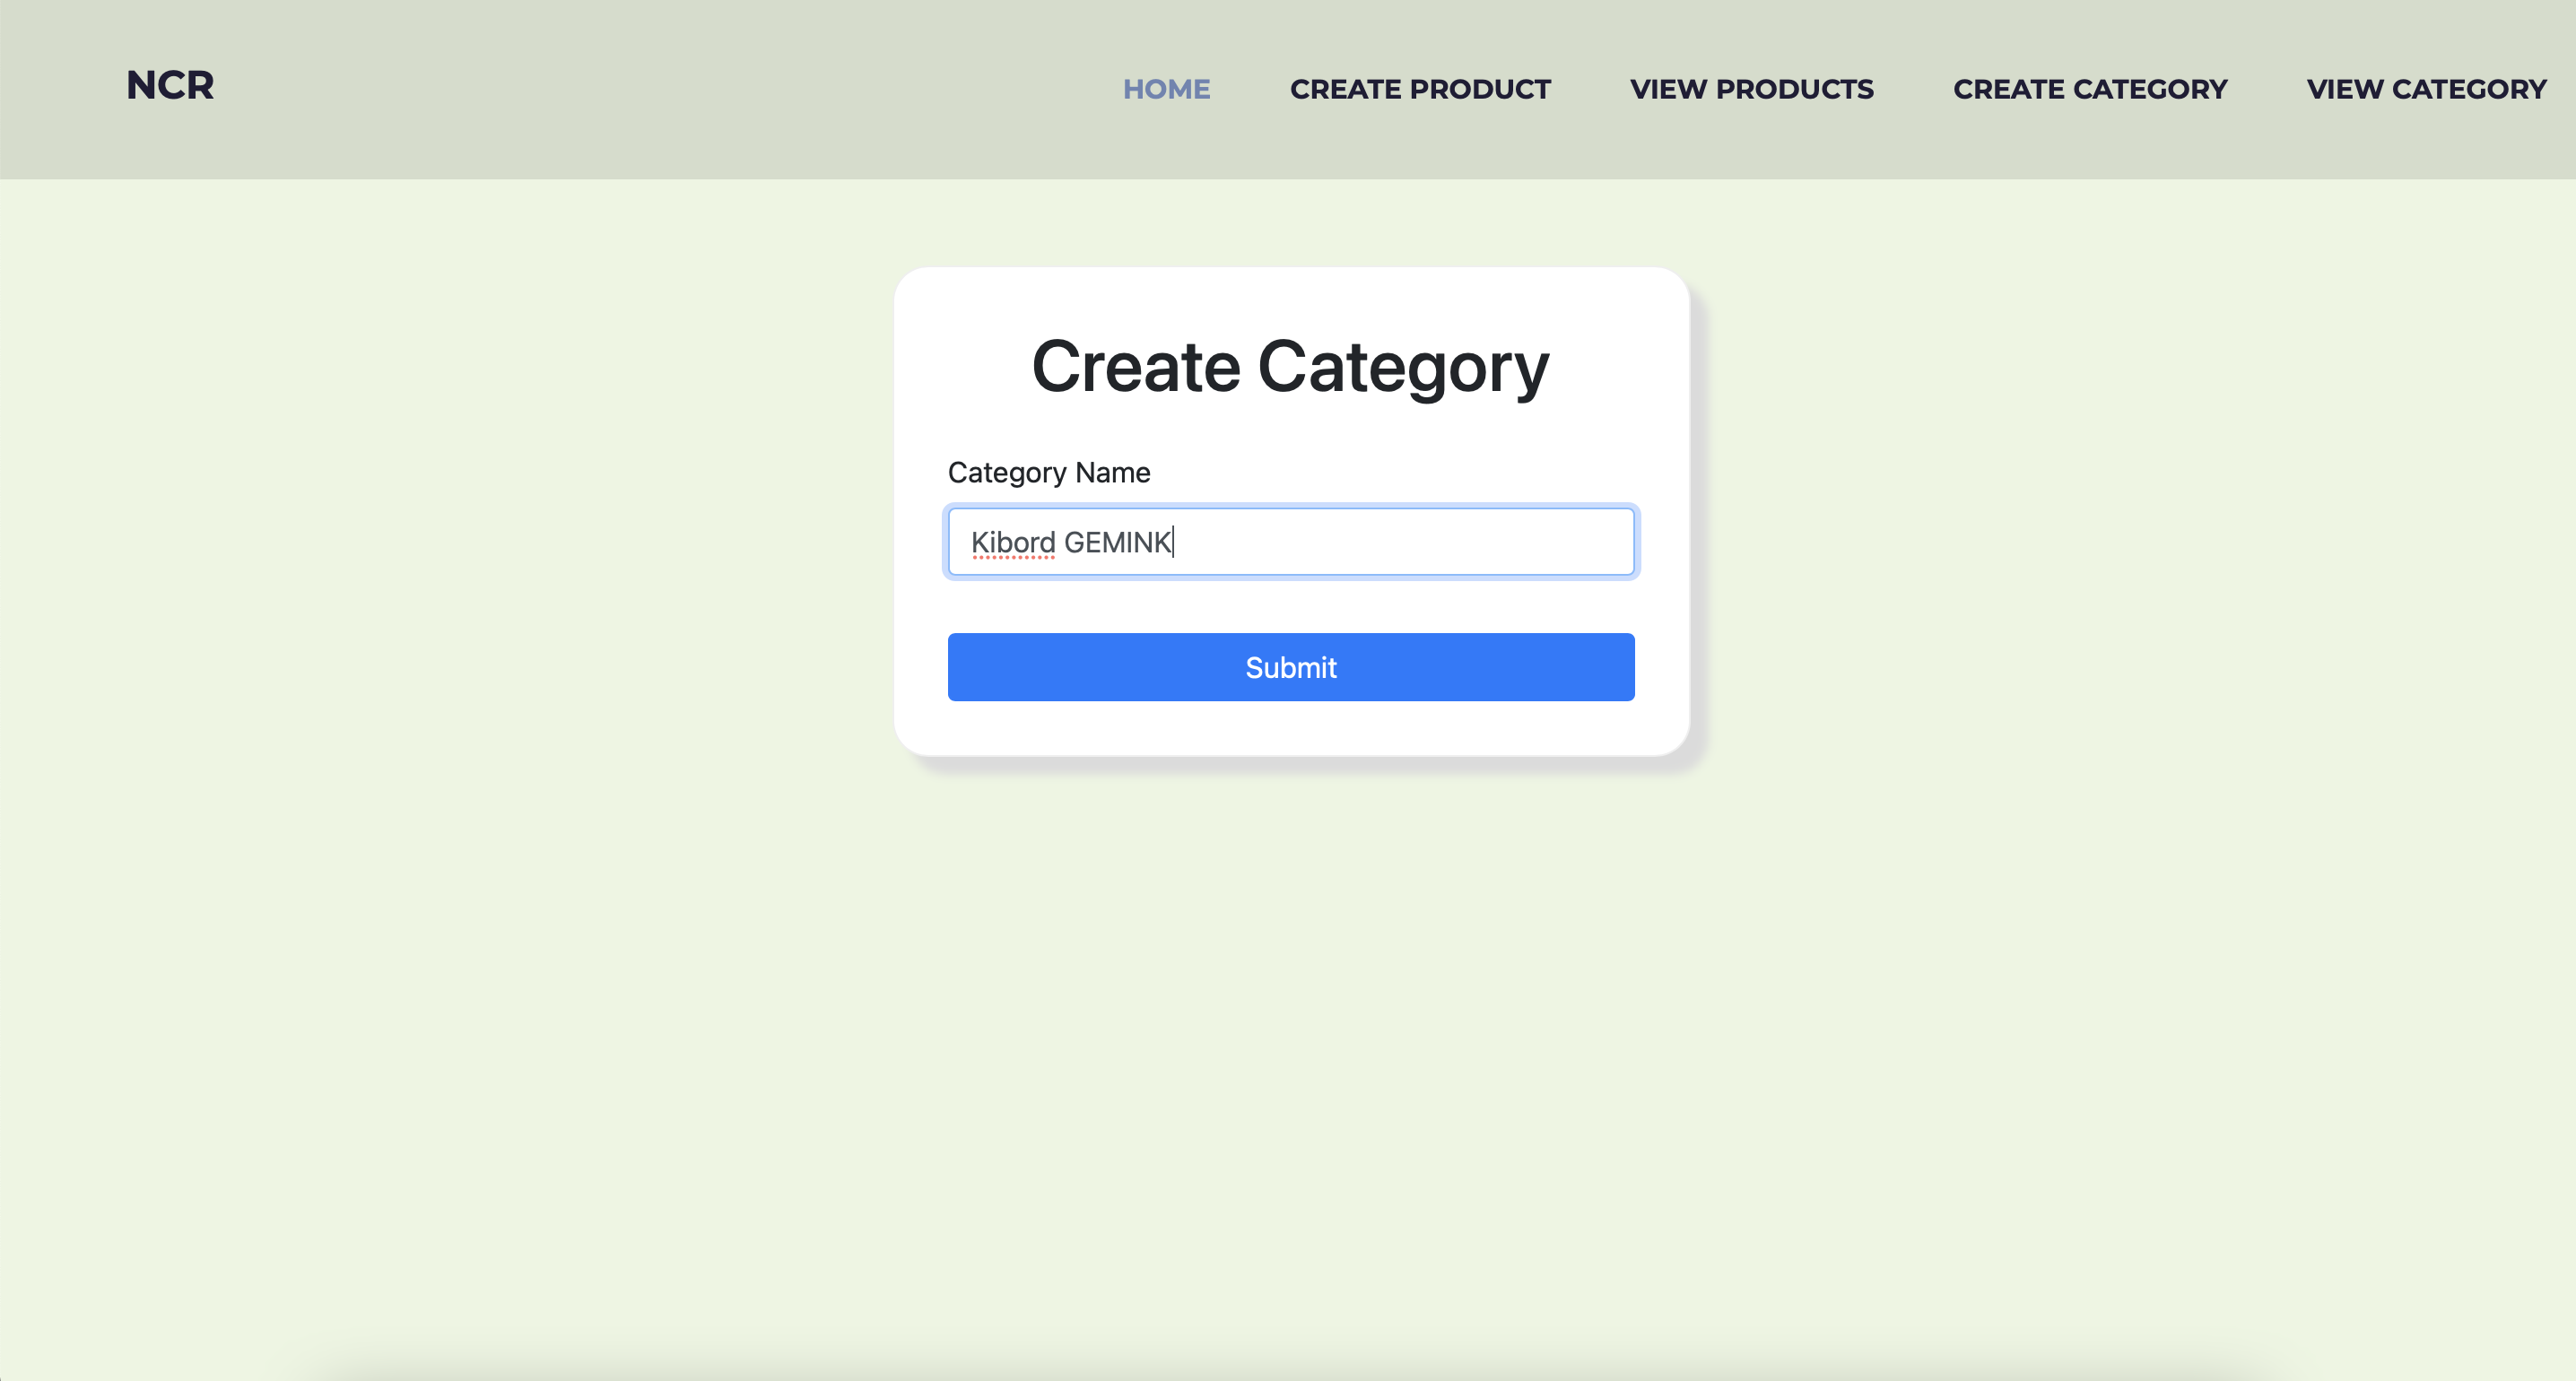 NCR
HOME CREATE PRODUCT VIEW PRODUCTS CREATE CATEGORY VIEW CATEGORY
Create Category
Category Name
Kibord GEMINK
Submit